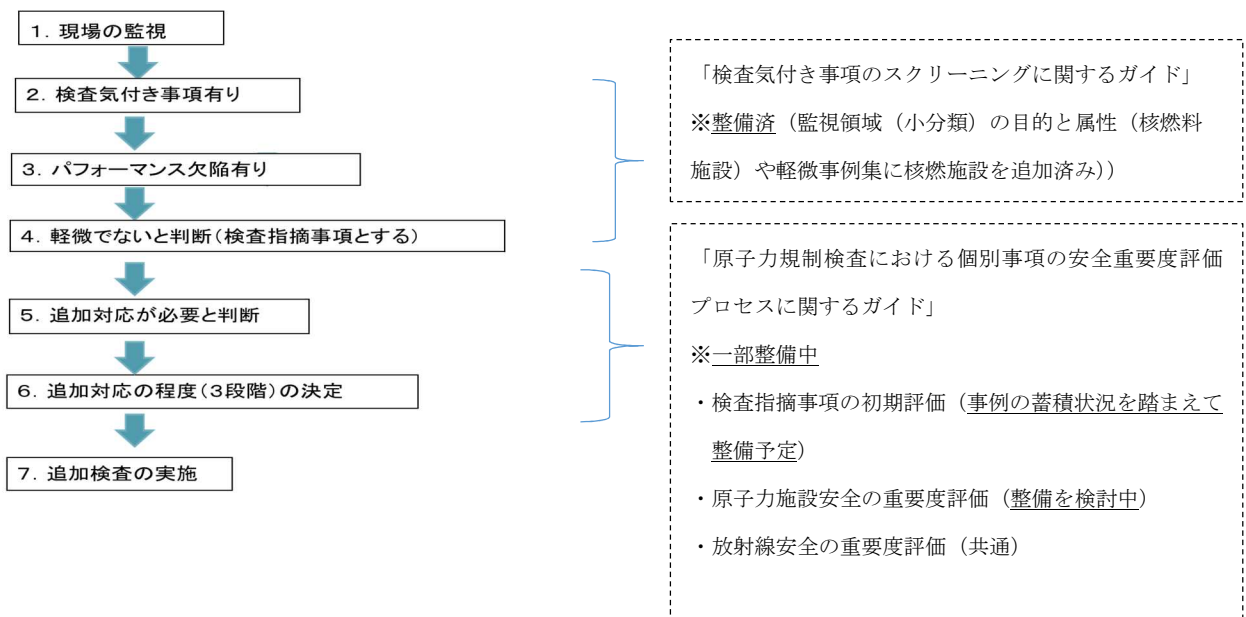 1．現場の監視
2．検査気付き事項有り
3．パフォーマンス欠陥有り
4．軽微でないと判断（検査指摘事項とする）
5．追加対応が必要と判断
6．追加対応の程度（3段階）の決定
7．追加検査の実施
「検査気付き事項のスクリーニングに関するガイド」
※整備済（監視領域（小分類）の目的と属性（核燃料
施設）や軽微事例集に核燃施設を追加済み））
「原子力規制検査における個別事項の安全重要度評価
プロセスに関するガイド」
※一部整備中
・検査指摘事項の初期評価（事例の蓄積状況を踏まえて
整備予定）
・原子力施設安全の重要度評価（整備を検討中）
・放射線安全の重要度評価（共通）